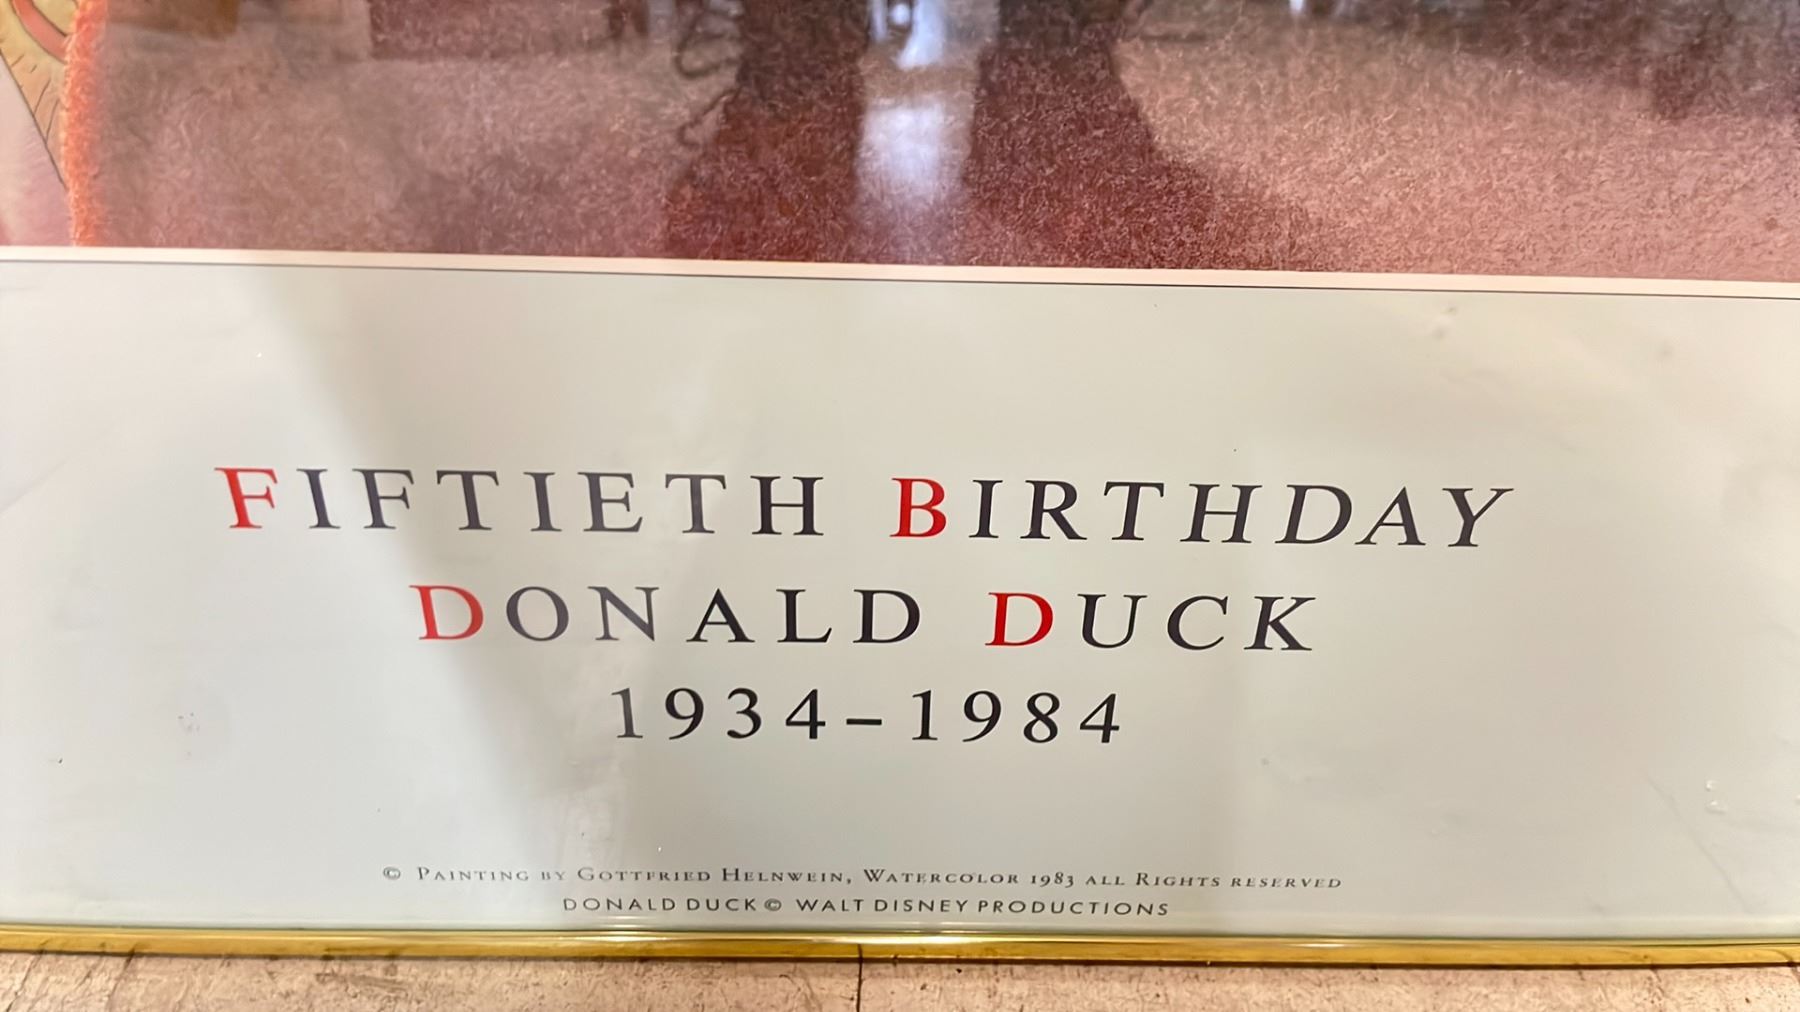 FIFTIETH BIRTHDAY
DONALD DUCK
1934–1984
© PAINTING BY GOTTFRIED HELNWEIN, WATERCOLOR 1983 ALL RIGHTS RESERVED
DONALD DUCK © WALT DISNEY PRODUCTIONS